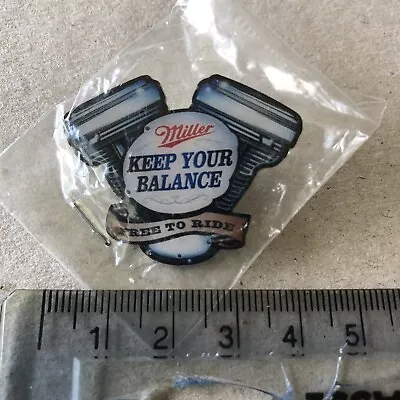 Miller
KEEP YOUR
BALANCE
FREE TO RIDE
1 2 3 4 5